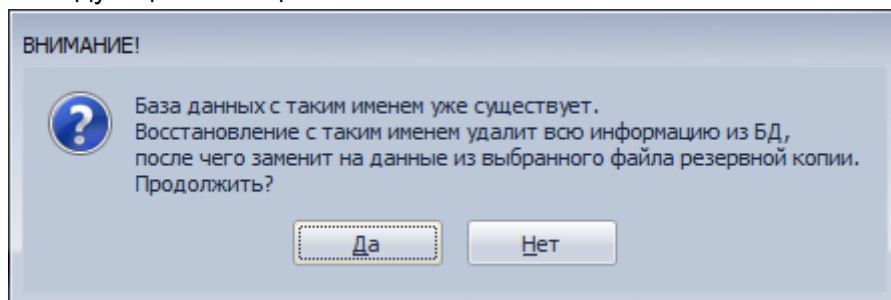 ВНИМАНИЕ!
База данных с таким именем уже существует.
Восстановление с таким именем удалит всю информацию из БД,
после чего заменит на данные из выбранного файла резервной копии.
Продолжить?
Да
Нет